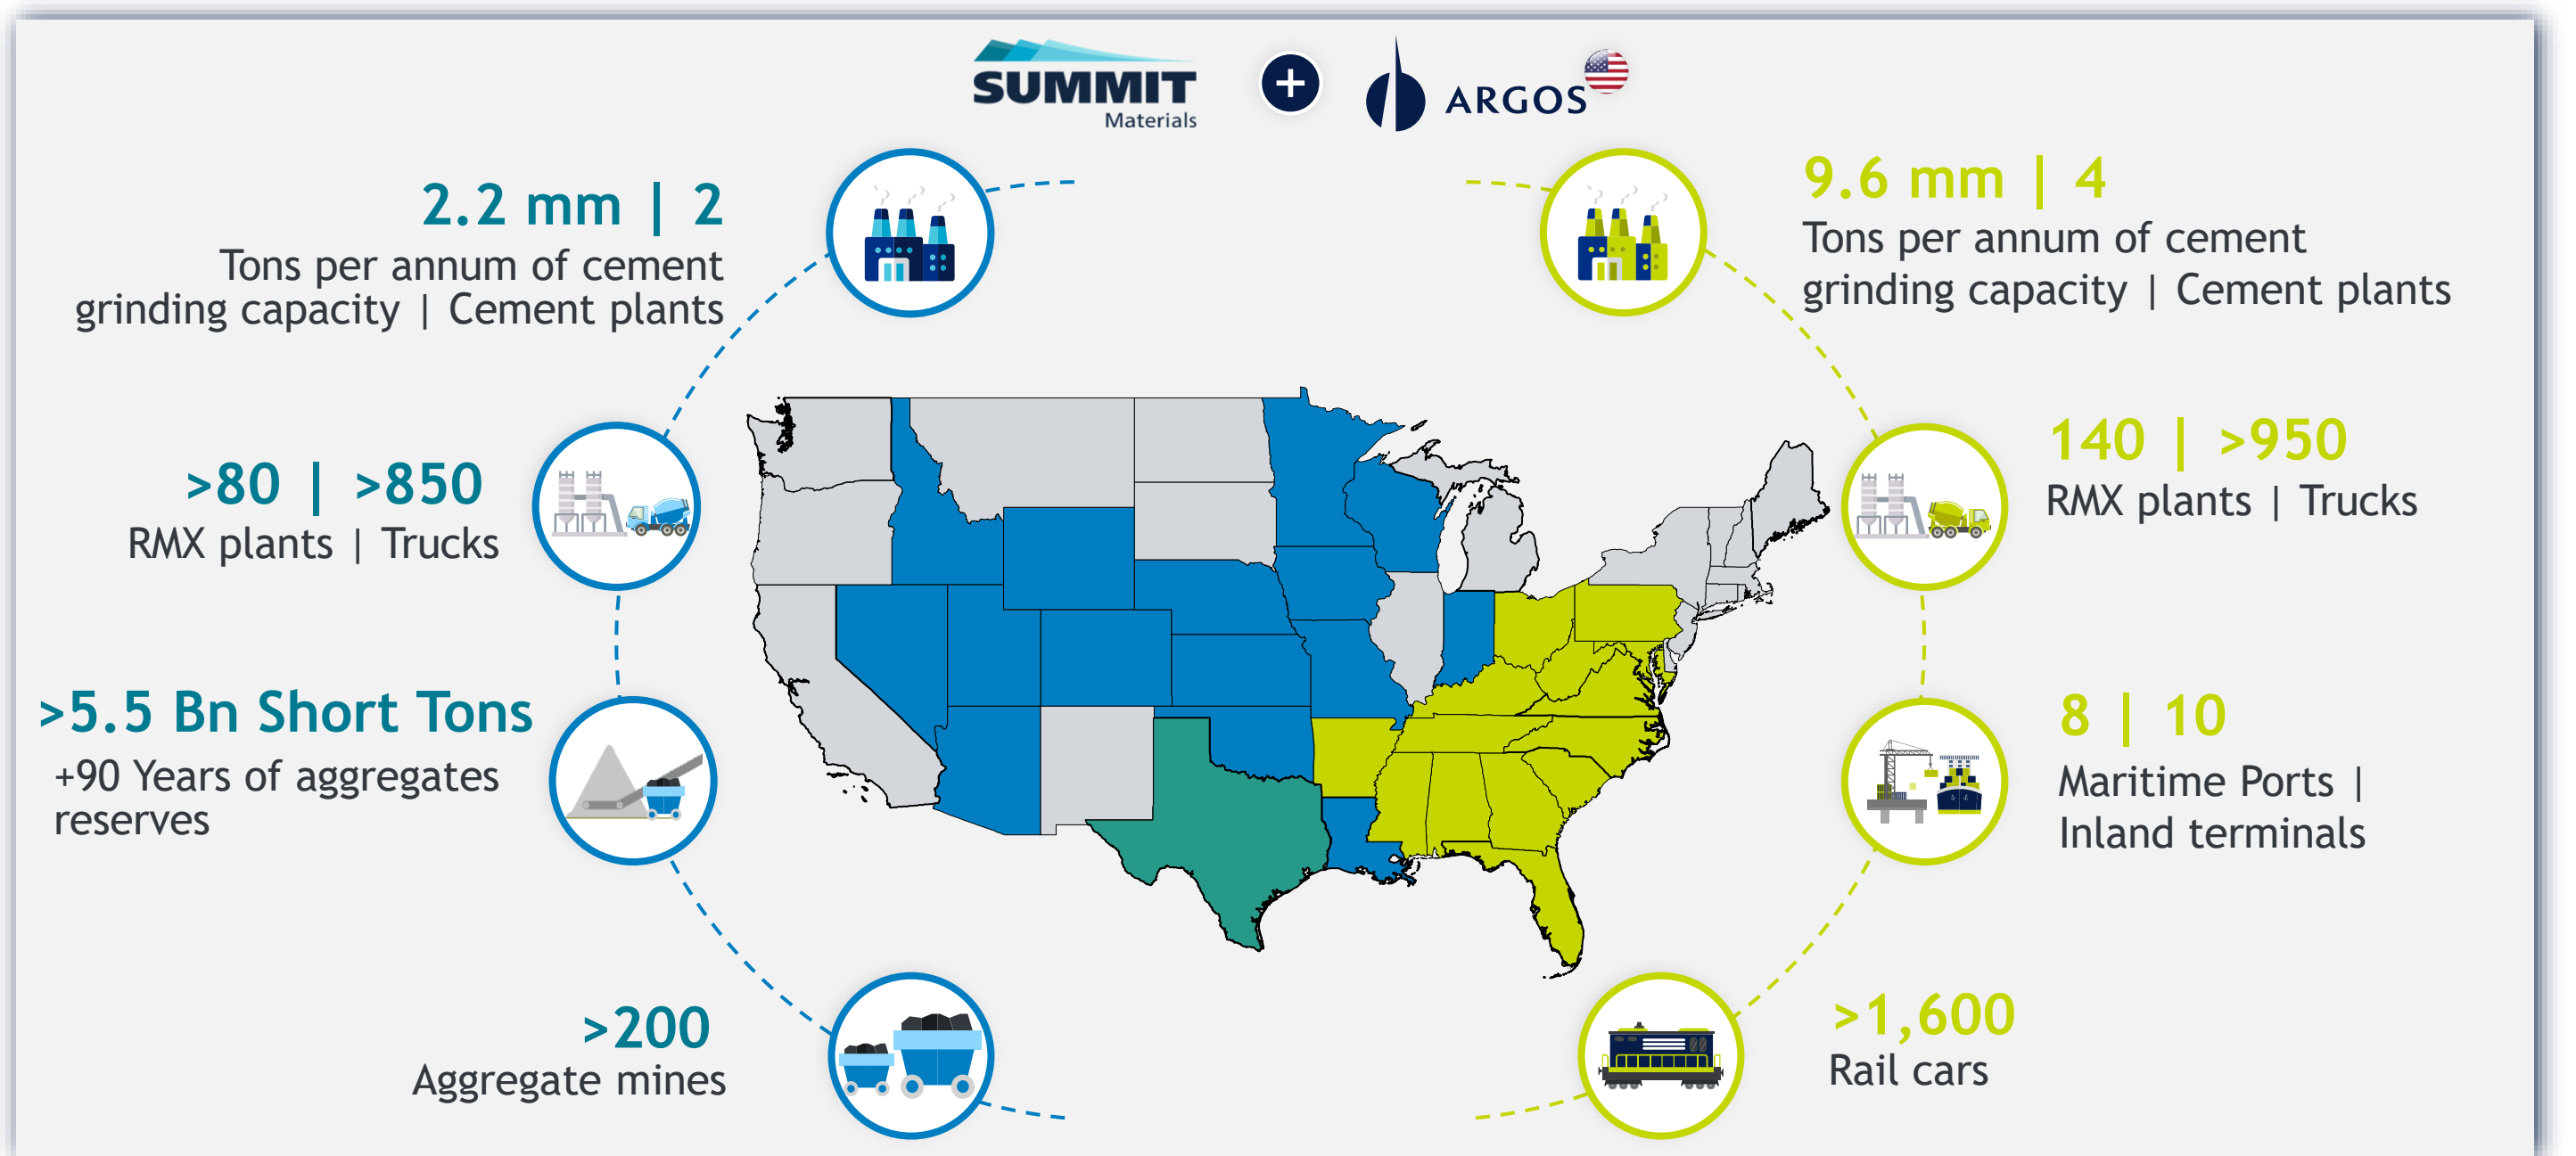 SUMMIT
Materials
+
ARGOS
2.2 mm | 2
Tons per annum of cement
grinding capacity | Cement plants
>80 | >850
RMX plants | Trucks
>5.5 Bn Short Tons
+90 Years of aggregates
reserves
>200
Aggregate mines
9.6 mm | 4
Tons per annum of cement
grinding capacity | Cement plants
140 | >950
RMX plants | Trucks
8 | 10
Maritime Ports |
Inland terminals
>1,600
Rail cars